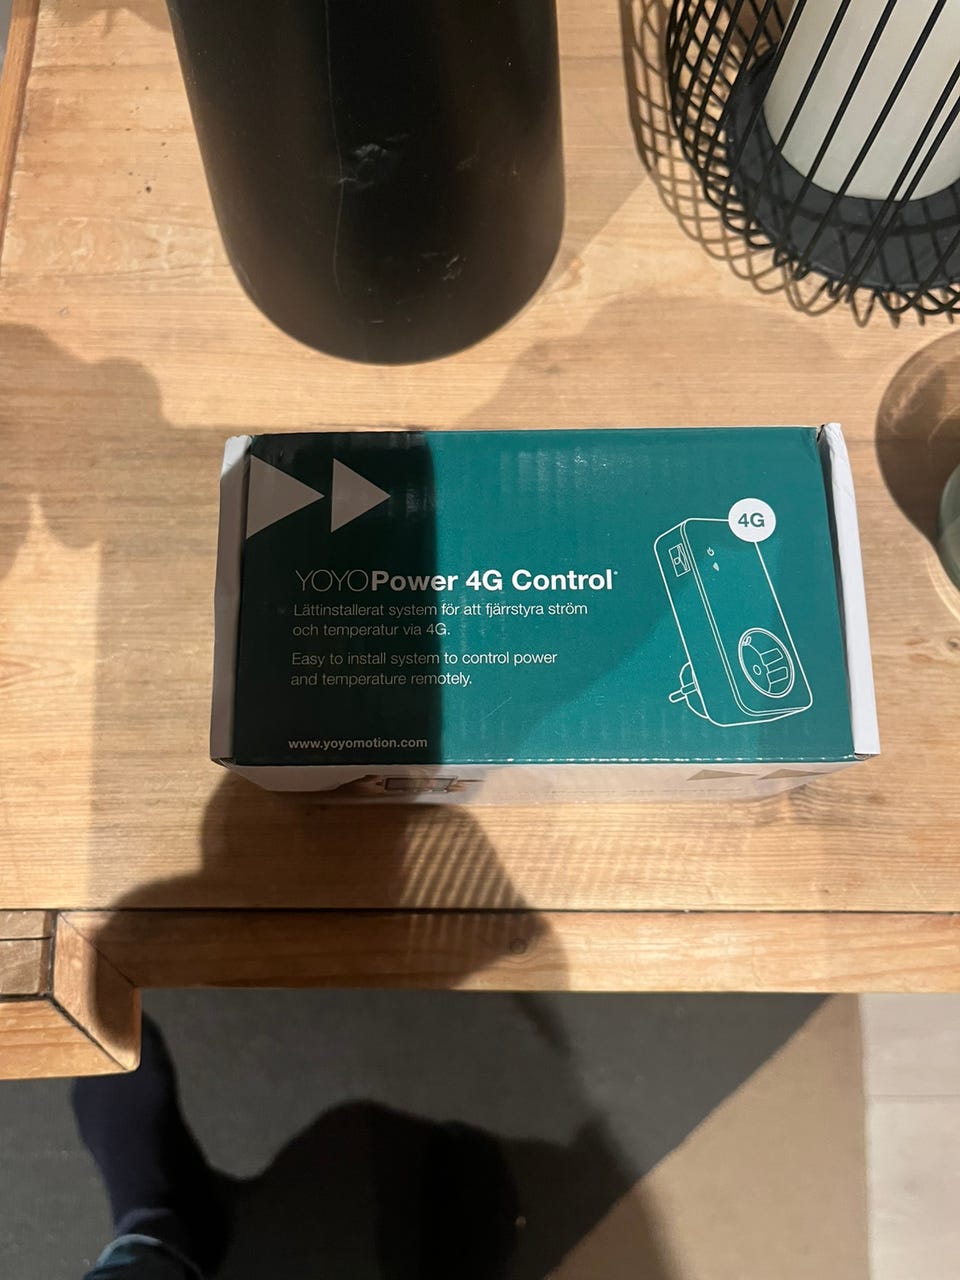 4G
YOYOPower 4G Control®
Lättinstallerat system för att fjärrstyra ström
och temperatur via 4G.
Easy to install system to control power
and temperature remotely.
www.yoyomotion.com